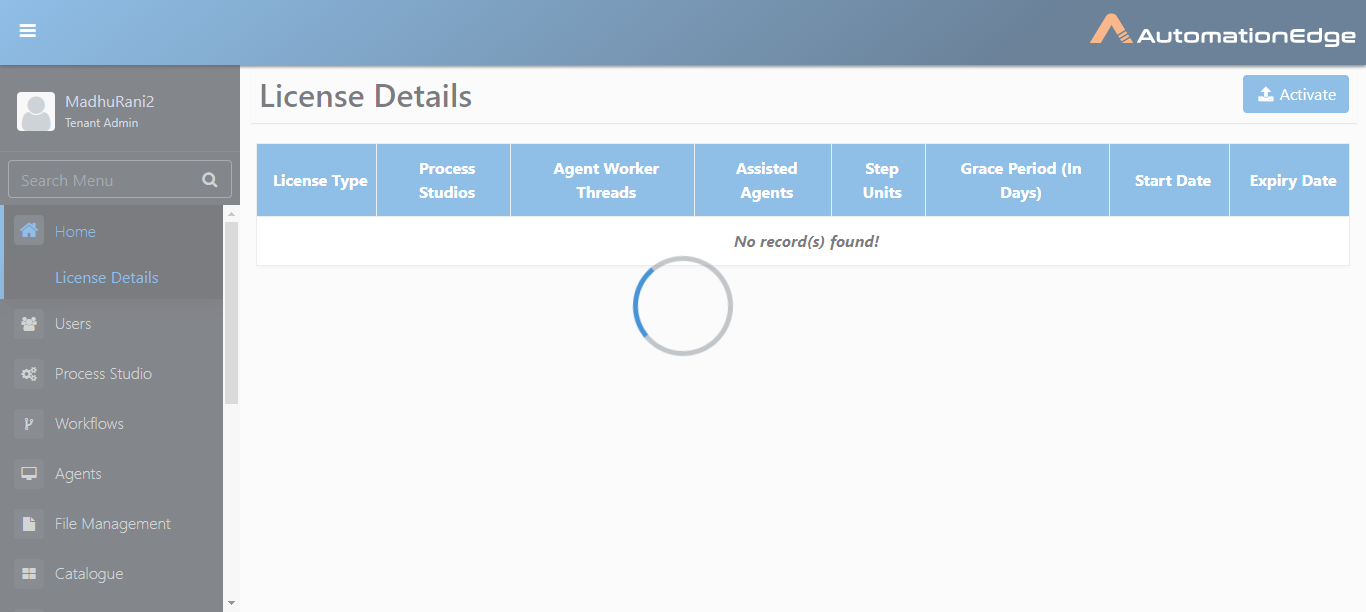 AutomationEdge
MadhuRani2
Tenant Admin
Search Menu
Home
License Details
Users
Process Studio
Workflows
Agents
File Management
Catalogue
License Details
Activate
License Type
Process
Studios
Agent Worker
Threads
Assisted
Agents
Step
Units
Grace Period (In
Days)
Start Date
Expiry Date
No record(s) found!